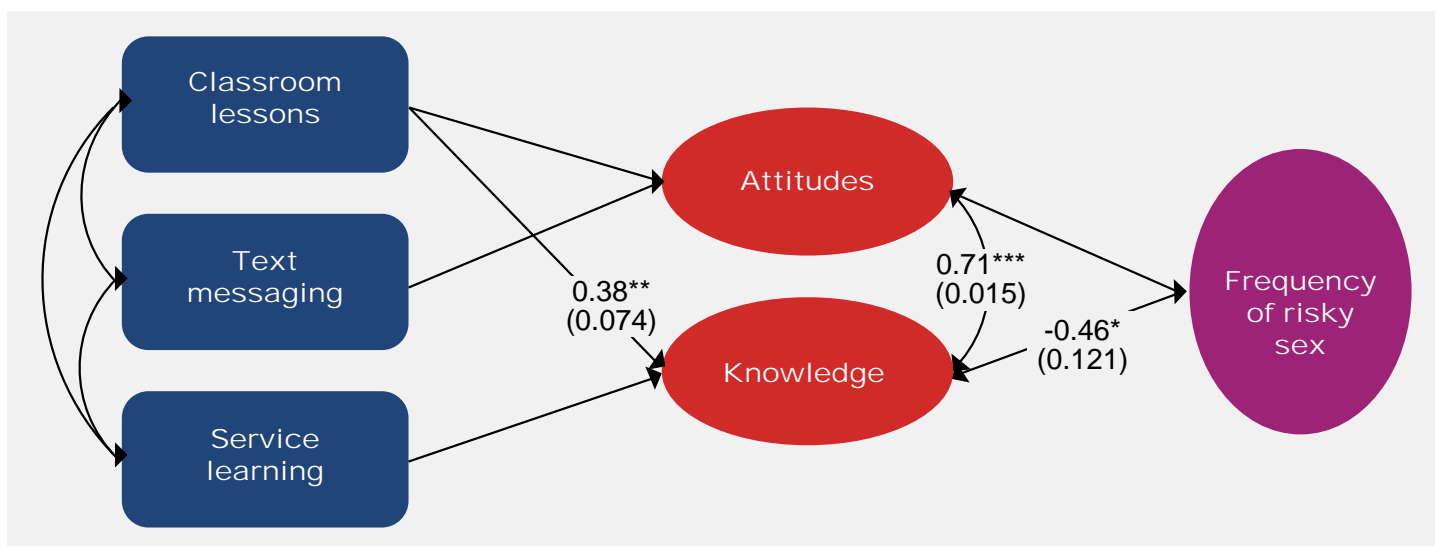 Classroom
lessons
Text
messaging
Service
learning
Attitudes
Knowledge
0.38**
(0.074)
0.71***
(0.015)
-0.46*
(0.121)
Frequency
of risky
sex